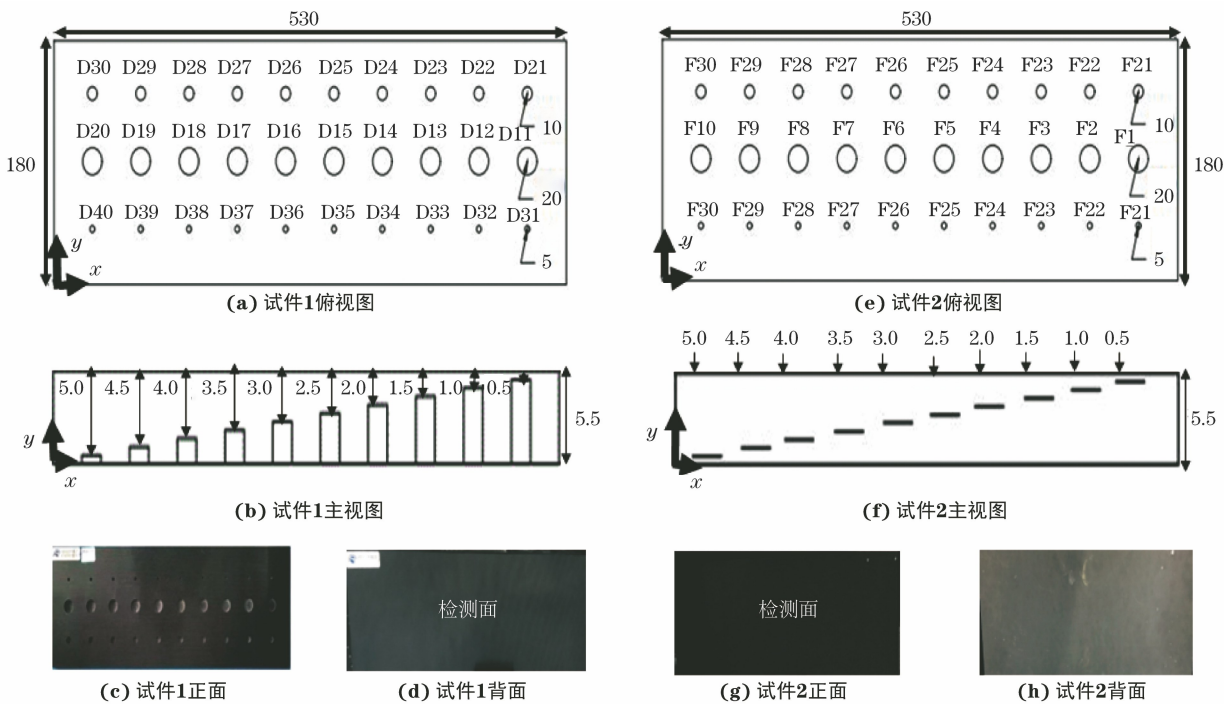 530
D30 D29 D28 D27 D26 D25 D24 D23 D22 D21
10
D20 D19 D18 D17 D16 D15 D14 D13 D12 D11
180
20
D40 D39 D38 D37 D36 D35 D34 D33 D32 D31
y
x
5
(a) 试件1俯视图
530
F30 F29 F28 F27 F26 F25 F24 F23 F22 F21
10
F10 F9 F8 F7 F6 F5 F4 F3 F2 F1
180
20
F30 F29 F28 F27 F26 F25 F24 F23 F22 F21
y
x
5
(e) 试件2俯视图
5.0 4.5 4.0 3.5 3.0 2.5 2.0 1.5 1.0 0.5
5.5
y
x
(b) 试件1主视图
5.0 4.5 4.0 3.5 3.0 2.5 2.0 1.5 1.0 0.5
5.5
y
x
(f) 试件2主视图
(c) 试件1正面
检测面
(d) 试件1背面
检测面
(g) 试件2正面
(h) 试件2背面